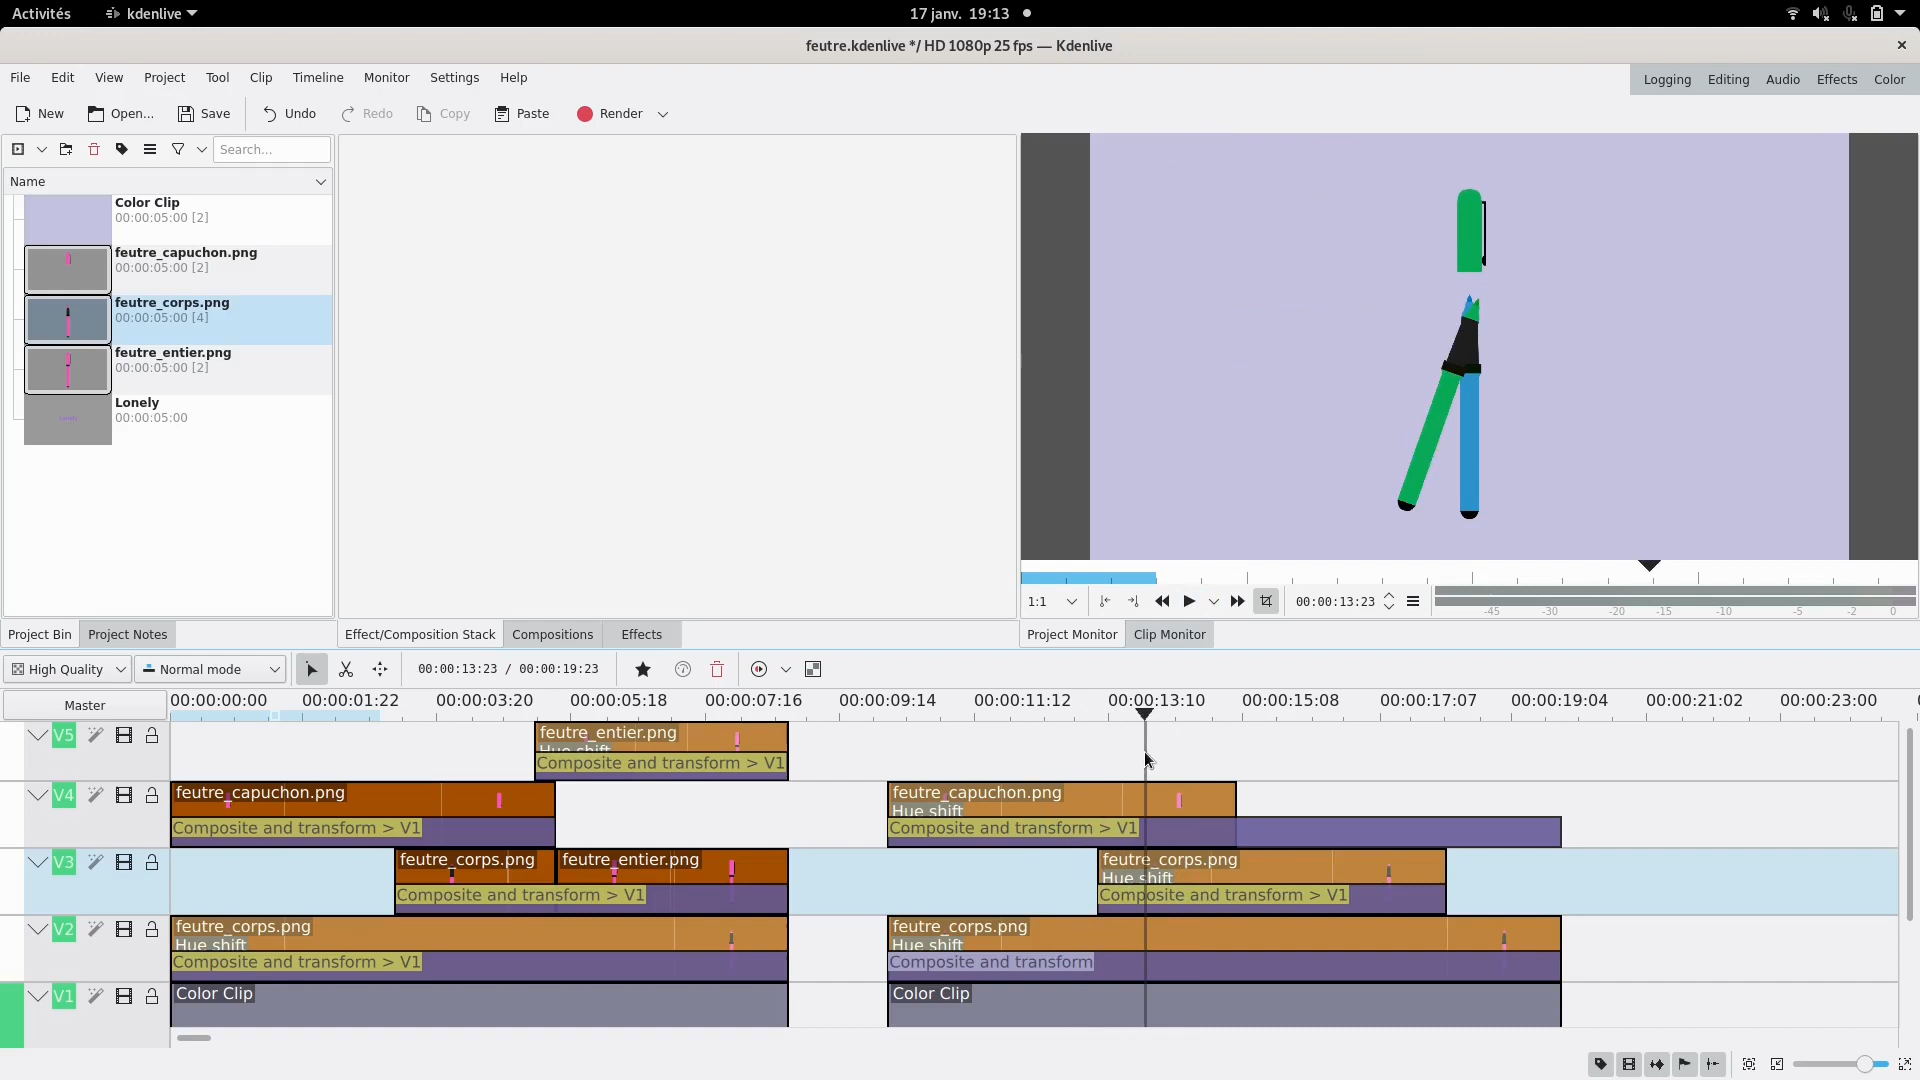 Activités kdenlive 17 janv. 19:13
feutre.kdenlive */ HD 1080p 25 fps — Kdenlive
File Edit View Project Tool Clip Timeline Monitor Settings Help
Logging Editing Audio Effects Color
New Open... Save Undo Redo Copy Paste Render
Search...
Name
Color Clip
00:00:05:00 [2]
feutre_capuchon.png
00:00:05:00 [2]
feutre_corps.png
00:00:05:00 [4]
feutre_entier.png
00:00:05:00 [2]
Lonely
00:00:05:00
1:1 00:00:13:23
-45 -30 -20 -15 -10 -5 -2 0
Project Bin Project Notes Effect/Composition Stack Compositions Effects Project Monitor Clip Monitor
High Quality Normal mode 00:00:13:23 / 00:00:19:23
Master 00:00:00:00 00:00:01:22 00:00:03:20 00:00:05:18 00:00:07:16 00:00:09:14 00:00:11:12 00:00:13:10 00:00:15:08 00:00:17:07 00:00:19:04 00:00:21:02 00:00:23:00
V5 feutre_entier.png
Hue shift
Composite and transform > V1
V4 feutre_capuchon.png feutre_capuchon.png
Hue shift
Composite and transform > V1 Composite and transform > V1
V3 feutre_corps.png feutre_entier.png feutre_corps.png
Hue shift
Composite and transform > V1 Composite and transform > V1
V2 feutre_corps.png feutre_corps.png
Hue shift Hue shift
Composite and transform > V1 Composite and transform
V1 Color Clip Color Clip